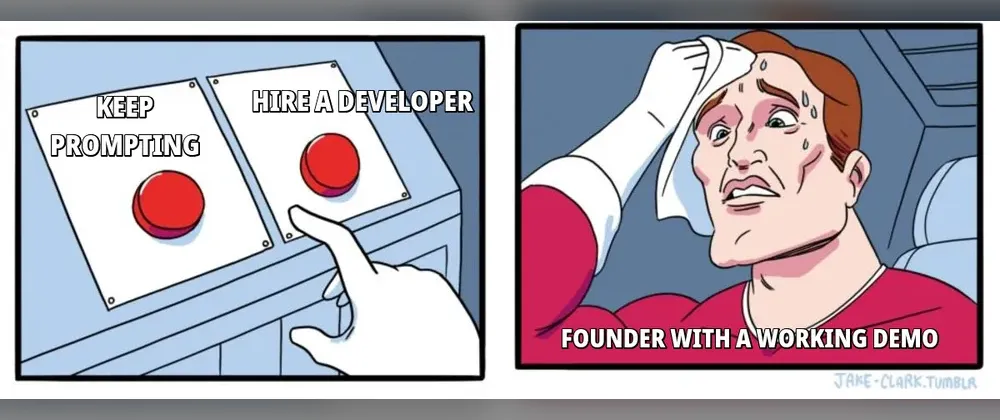 KEEP
PROMPTING
HIRE A DEVELOPER
FOUNDER WITH A WORKING DEMO
JAKE-CLARK.TUMBLR